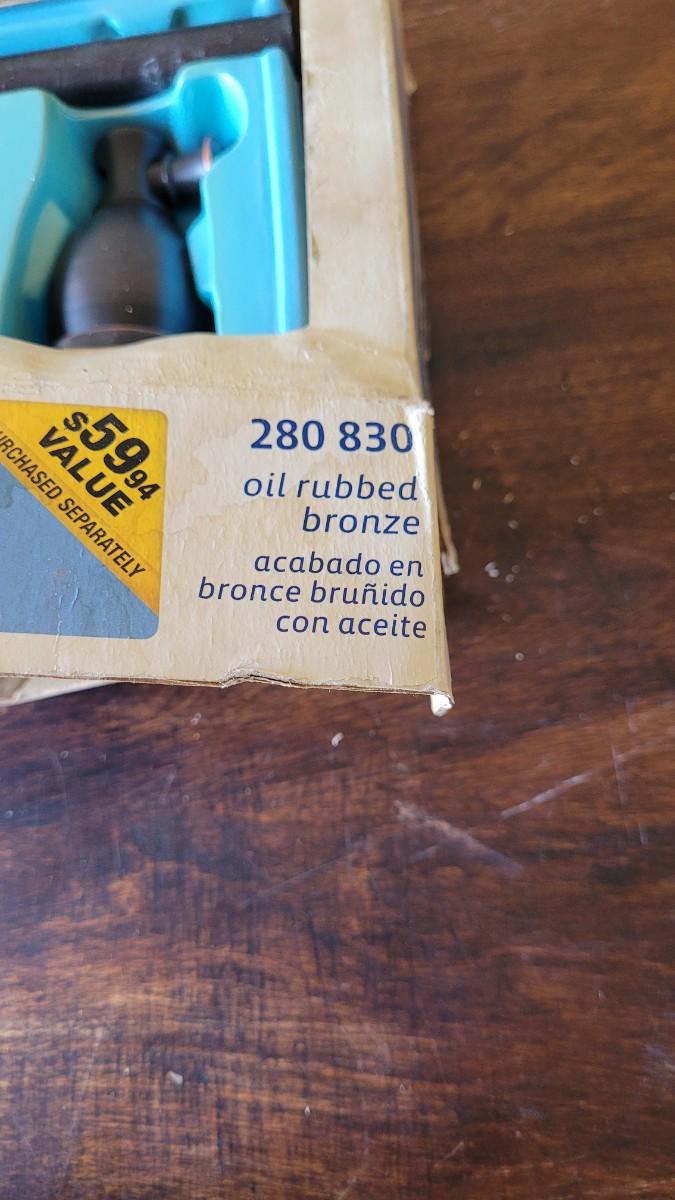 $59.94
VALUE
PURCHASED SEPARATELY
280 830
oil rubbed
bronze
acabado en
bronce bruñido
con aceite